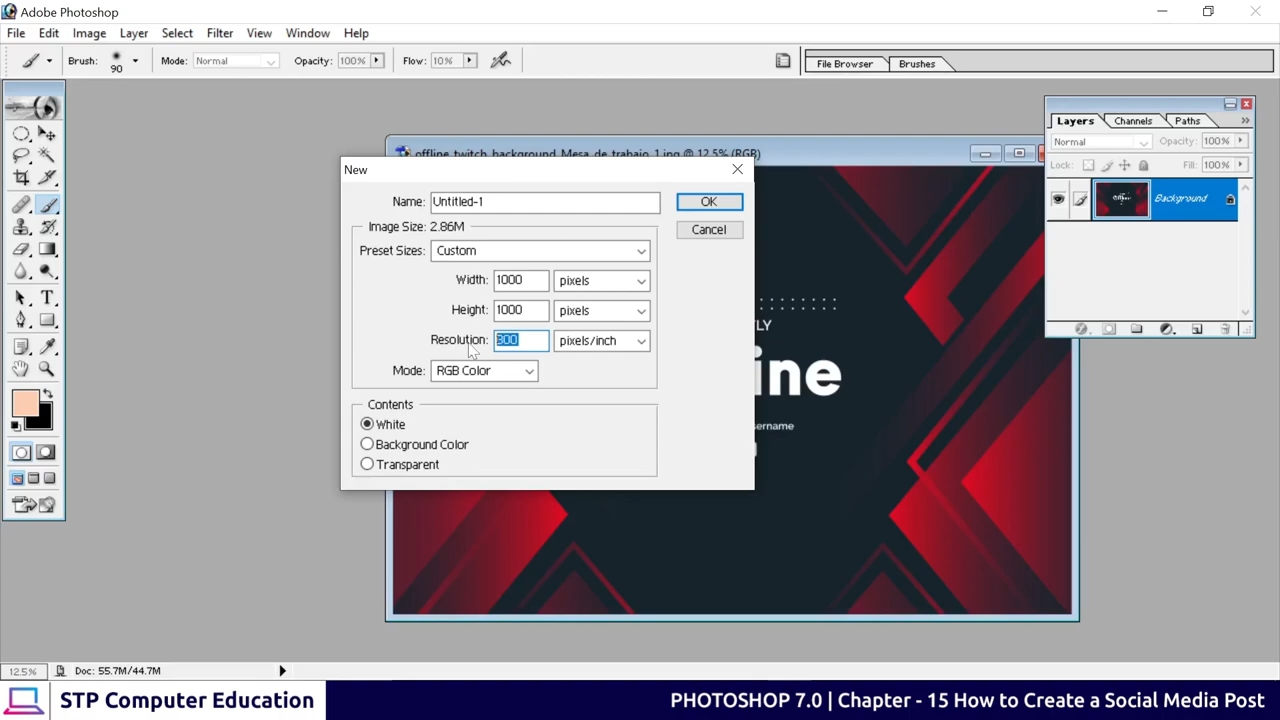 Adobe Photoshop
File Edit Image Layer Select Filter View Window Help
Brush: 90 Mode: Normal Opacity: 100% Flow: 10% File Browser Brushes
Layers Channels Paths
Normal Opacity: 100%
Lock: Fill: 100%
Background
offline_twitch_background_Mesa_de_trabajo_1.jpg @ 12.5% (RGB)
New
Name: Untitled-1 OK
Image Size: 2.86M
Cancel
Preset Sizes: Custom
Width: 1000 pixels
Height: 1000 pixels
Resolution: 300 pixels/inch
Mode: RGB Color
Contents
White
Background Color
Transparent
LY
ine
ername
12.5% Doc: 55.7M/44.7M
STP Computer Education
PHOTOSHOP 7.0 | Chapter - 15 How to Create a Social Media Post